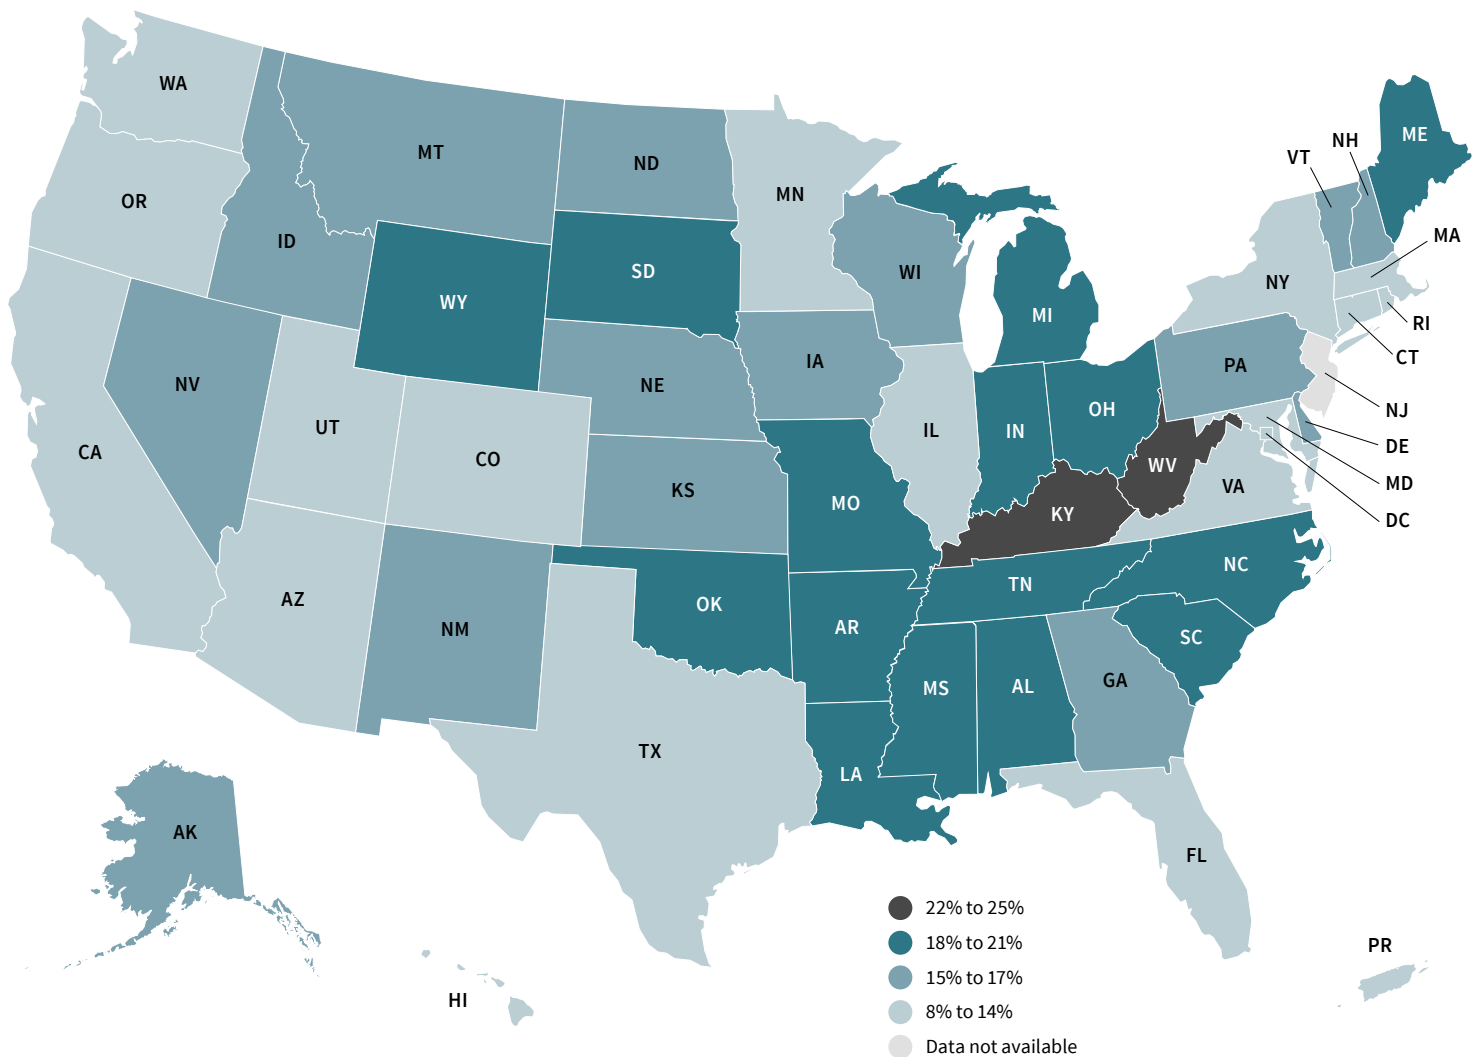 WA
OR
CA
ID
NV
MT
WY
UT
AZ
CO
NM
ND
SD
NE
KS
OK
TX
MN
IA
MO
AR
LA
WI
IL
MI
IN
OH
KY
TN
MS
AL
GA
FL
SC
NC
VA
WV
PA
NY
VT
NH
ME
MA
RI
CT
NJ
DE
MD
DC
AK
HI
PR
22% to 25%
18% to 21%
15% to 17%
8% to 14%
Data not available